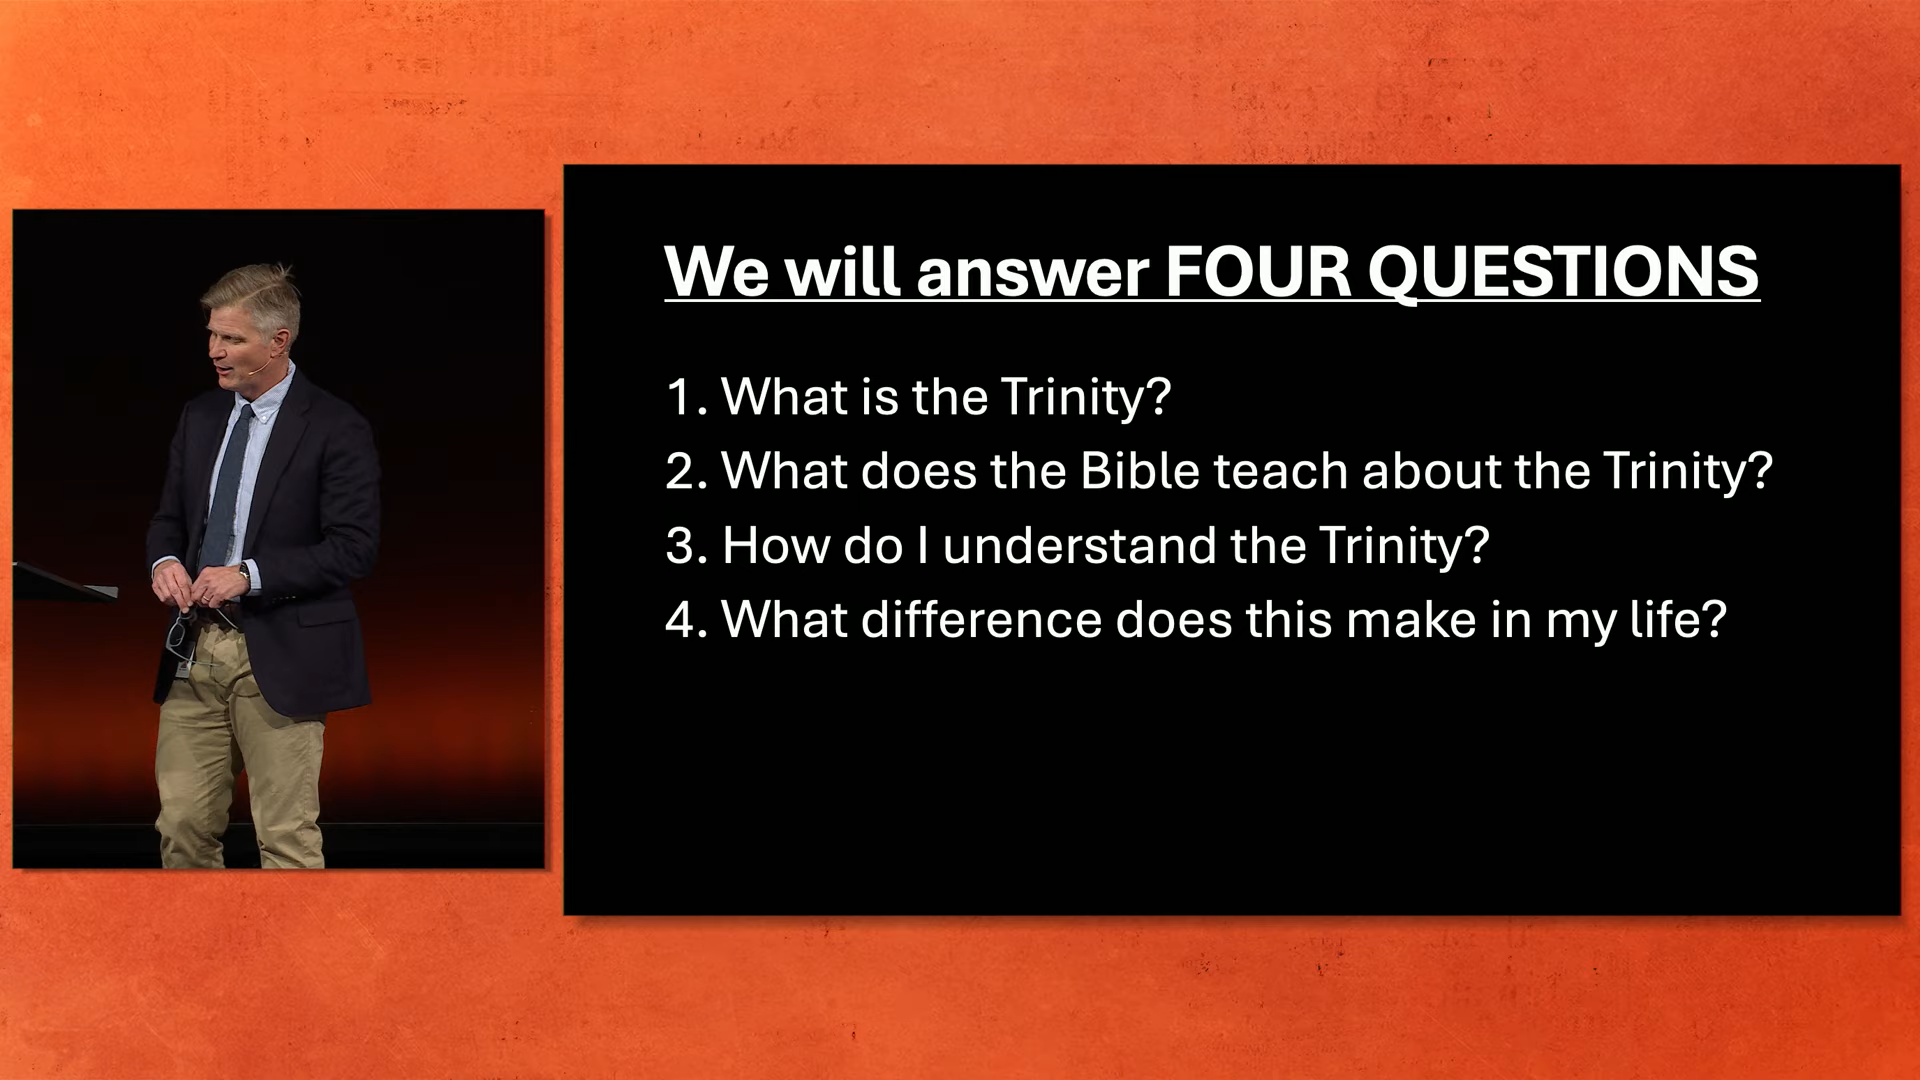 We will answer FOUR QUESTIONS
1. What is the Trinity?
2. What does the Bible teach about the Trinity?
3. How do I understand the Trinity?
4. What difference does this make in my life?